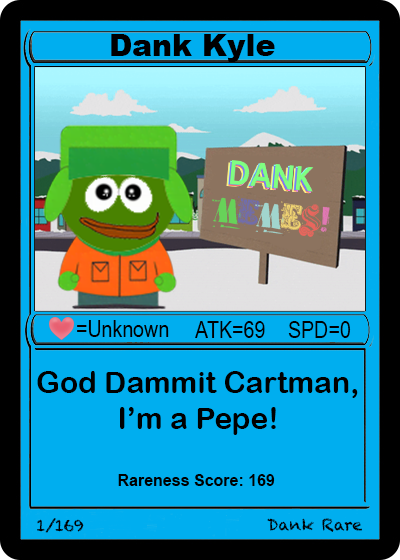 Dank Kyle
DANK
MEMES!
=Unknown ATK=69 SPD=0
God Dammit Cartman,
I'm a Pepe!
Rareness Score: 169
1/169 Dank Rare